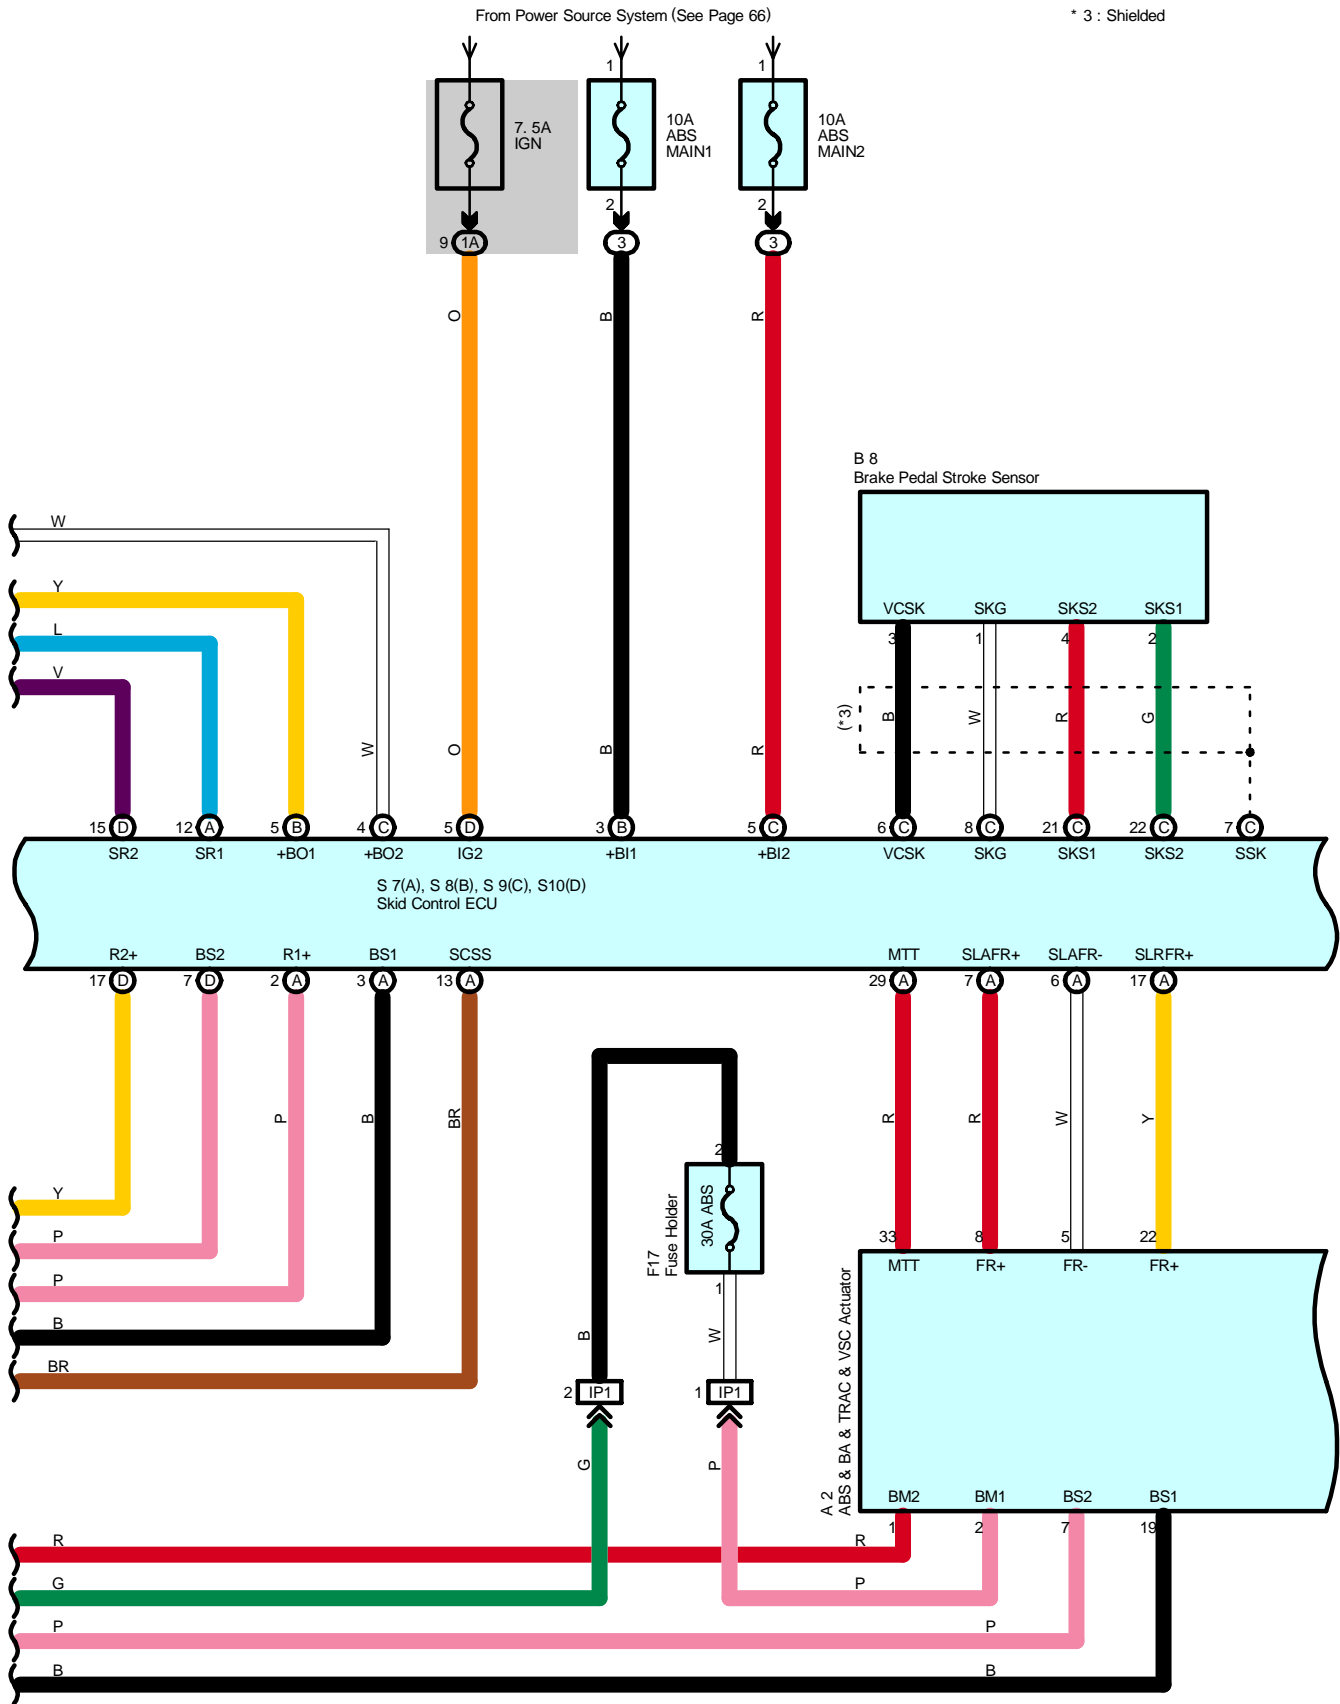 From Power Source System (See Page 66)
* 3 : Shielded
1
1
7. 5A
IGN
10A
ABS
MAIN1
10A
ABS
MAIN2
2
2
9 1A
3
3
O
B
R
B 8
Brake Pedal Stroke Sensor
W
Y
L
V
VCSK SKG SKS2 SKS1
3 1 4 2
(* 3)
B W R G
W O B R
15 D 12 A 5 B 4 C 5 D 3 B 5 C 6 C 8 C 21 C 22 C 7 C
SR2 SR1 +BO1 +BO2 IG2 +BI1 +BI2 VCSK SKG SKS1 SKS2 SSK
S 7(A), S 8(B), S 9(C), S10(D)
Skid Control ECU
R2+ BS2 R1+ BS1 SCSS MTT SLAFR+ SLAFR- SLRFR+
17 D 7 D 2 A 3 A 13 A 29 A 7 A 6 A 17 A
P B BR R R W Y
2
30A ABS
F17
Fuse Holder
1
Y
P
P
B
BR
33 8 5 22
MTT FR+ FR- FR+
A 2
ABS & BA & TRAC & VSC Actuator
B W
2 IP1 1 IP1
G P
BM2 BM1 BS2 BS1
1 2 7 19
R R
G P
P P
B B